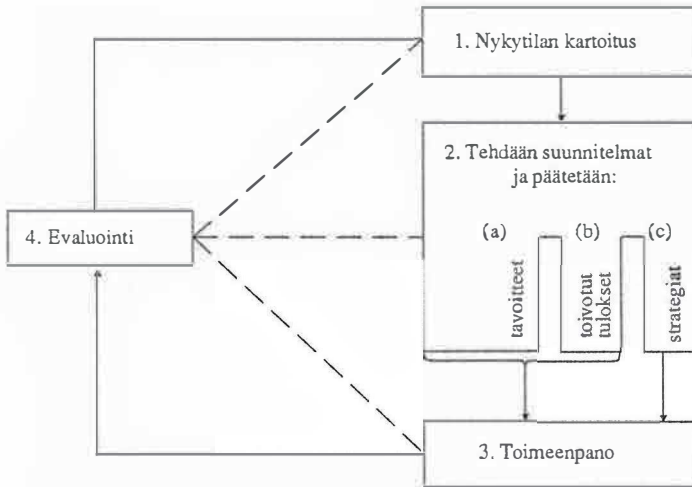 1. Nykytilan kartoitus
2. Tehdään suunnitelmat
ja päätetään:
(a) (b) (c)
tavoitteet
toivotut
tulokset
strategiat
4. Evaluointi
3. Toimeenpano